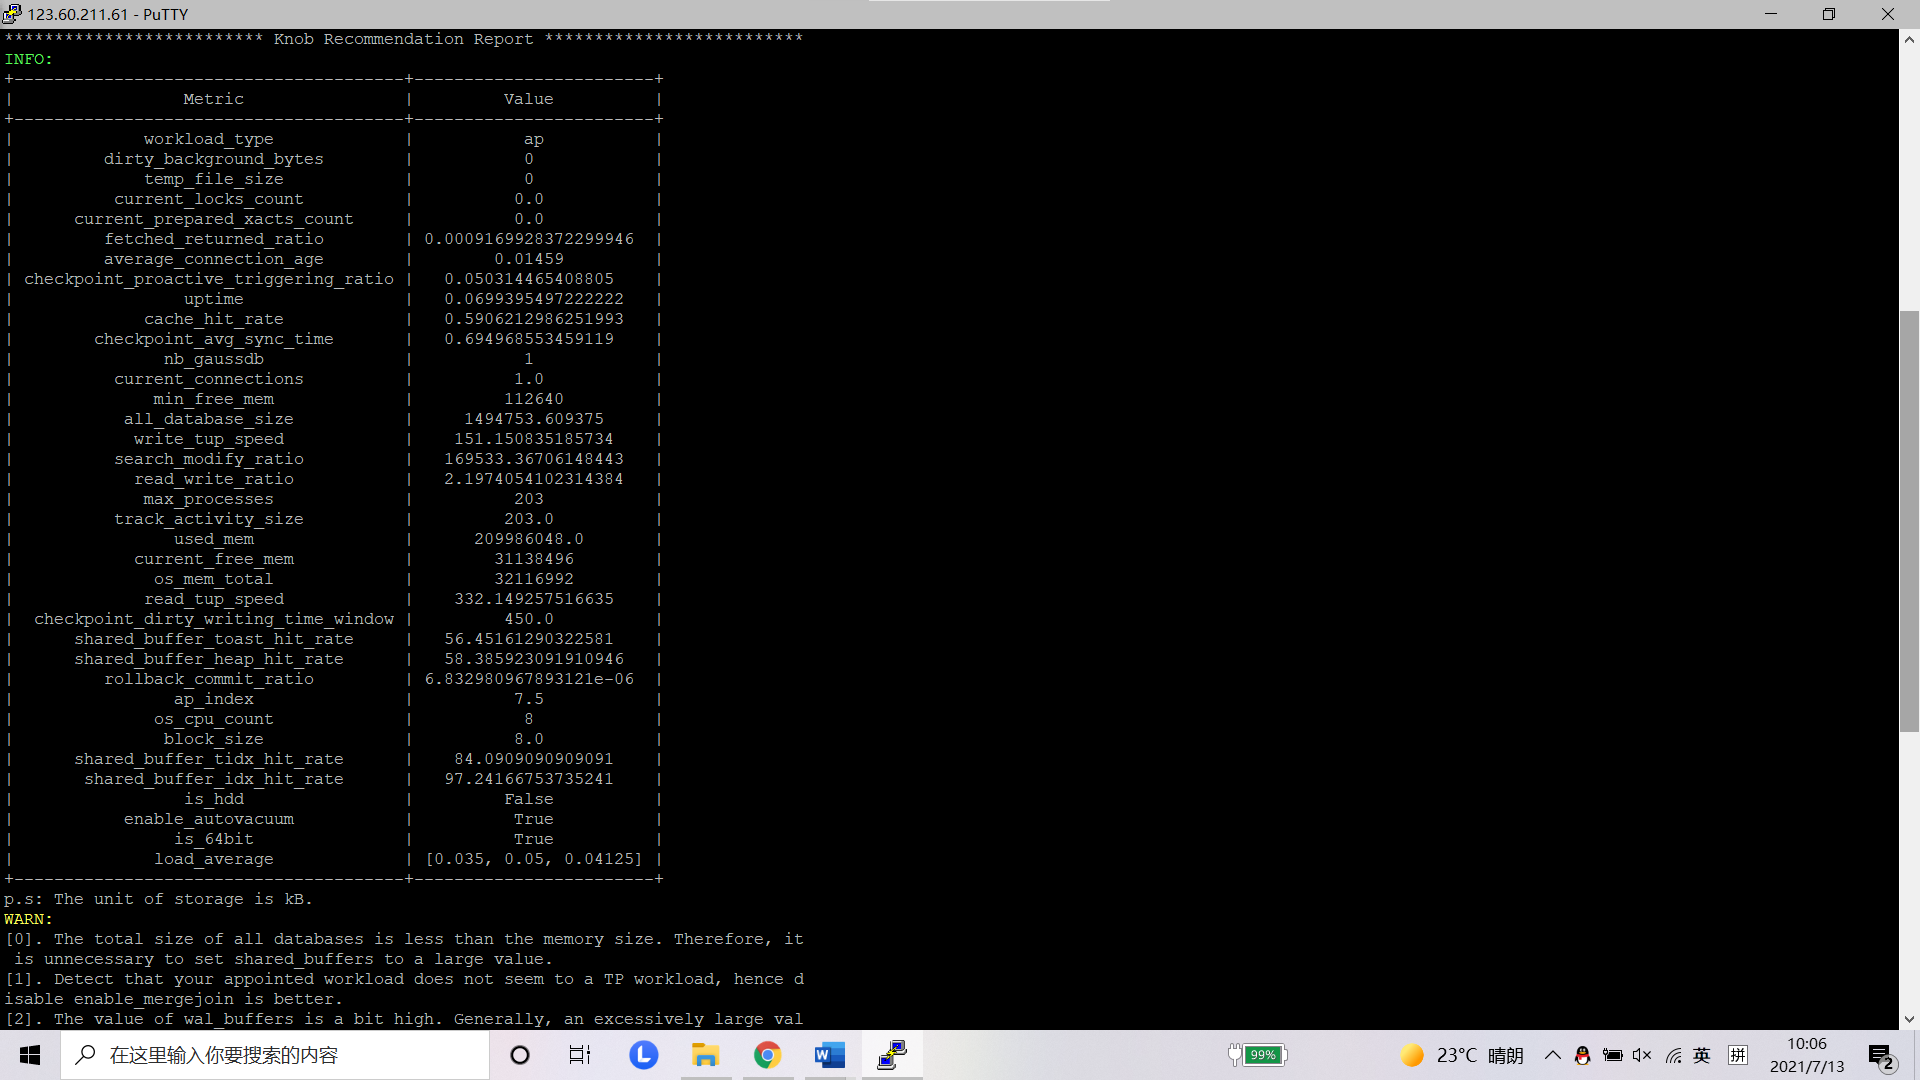 123.60.211.61 - PuTTY
************************** Knob Recommendation Report **************************
INFO:
+---------------------------------------+------------------------+
|                 Metric                |         Value          |
+---------------------------------------+------------------------+
|             workload_type             |           ap           |
|         dirty_background_bytes        |           0            |
|             temp_file_size            |           0            |
|          current_locks_count          |          0.0           |
|      current_prepared_xacts_count     |          0.0           |
|         fetched_returned_ratio        | 0.0009169928372299946  |
|         average_connection_age        |        0.01459         |
| checkpoint_proactive_triggering_ratio |   0.050314465408805    |
|                 uptime                |   0.0699395497222222   |
|             cache_hit_rate            |   0.5906212986251993   |
|        checkpoint_avg_sync_time       |   0.694968553459119    |
|               nb_gaussdb              |           1            |
|          current_connections          |          1.0           |
|              min_free_mem             |         112640         |
|           all_database_size           |     1494753.609375     |
|            write_tup_speed            |    151.150835185734    |
|          search_modify_ratio          |   169533.36706148443   |
|            read_write_ratio           |   2.1974054102314384   |
|             max_processes             |          203           |
|          track_activity_size          |         203.0          |
|                used_mem               |      209986048.0       |
|            current_free_mem           |        31138496        |
|              os_mem_total             |        32116992        |
|             read_tup_speed            |    332.149257516635    |
|  checkpoint_dirty_writing_time_window |         450.0          |
|      shared_buffer_toast_hit_rate     |   56.45161290322581    |
|      shared_buffer_heap_hit_rate      |   58.385923091910946   |
|         rollback_commit_ratio         | 6.832980967893121e-06  |
|                ap_index               |          7.5           |
|              os_cpu_count             |           8            |
|               block_size              |          8.0           |
|      shared_buffer_tidx_hit_rate      |    84.0909090909091    |
|       shared_buffer_idx_hit_rate      |   97.24166753735241    |
|                 is_hdd                |         False          |
|           enable_autovacuum           |          True          |
|                is_64bit               |          True          |
|              load_average             | [0.035, 0.05, 0.04125] |
+---------------------------------------+------------------------+
p.s: The unit of storage is kB.
WARN:
[0]. The total size of all databases is less than the memory size. Therefore, it
 is unnecessary to set shared_buffers to a large value.
[1]. Detect that your appointed workload does not seem to a TP workload, hence d
isable enable_mergejoin is better.
[2]. The value of wal_buffers is a bit high. Generally, an excessively large val
在这里输入你要搜索的内容
99%
23°C 晴朗
英
拼
10:06
2021/7/13
2